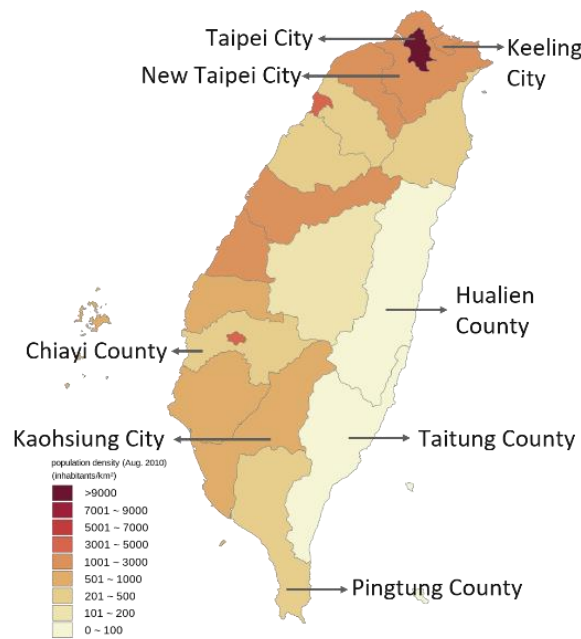 Taipei City
Keeling
City
New Taipei City
Hualien
County
Chiayi County
Kaohsiung City
Taitung County
population density (Aug. 2010)
(inhabitants/km²)
>9000
7001 ~ 9000
5001 ~ 7000
3001 ~ 5000
1001 ~ 3000
501 ~ 1000
201 ~ 500
101 ~ 200
0 ~ 100
Pingtung County